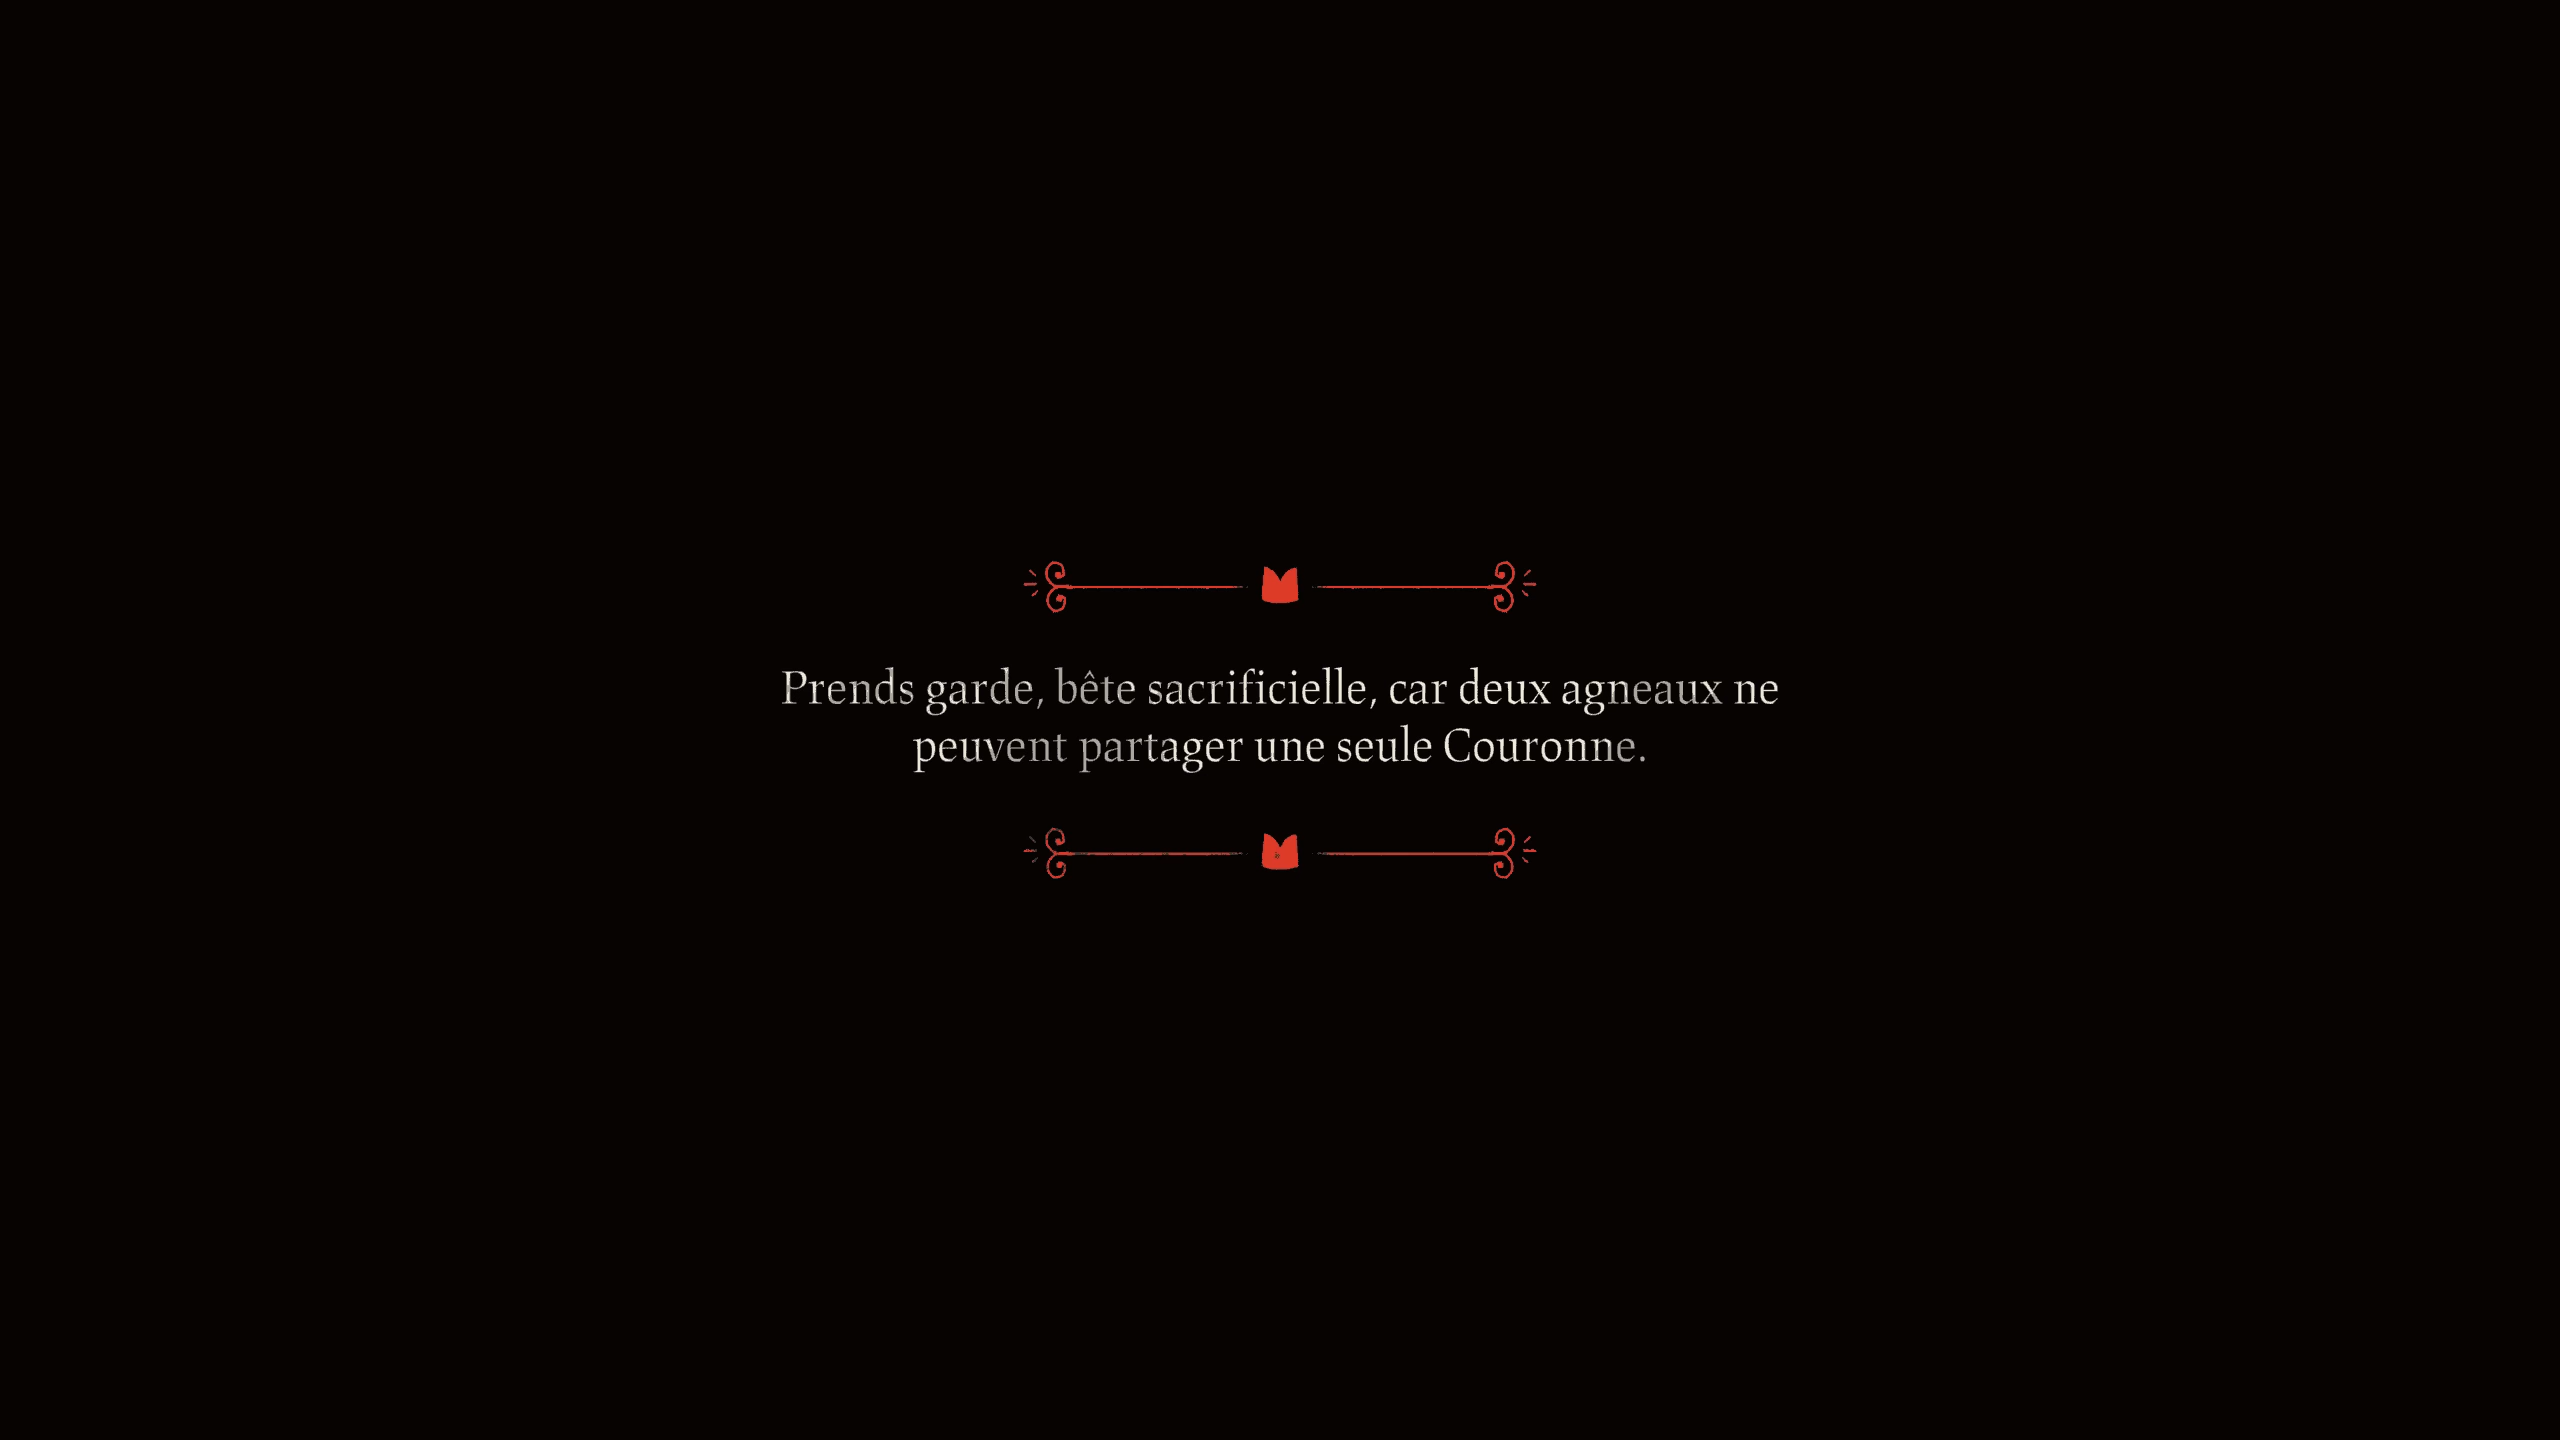 Prends garde, bête sacrificielle, car deux agneaux ne
peuvent partager une seule Couronne.